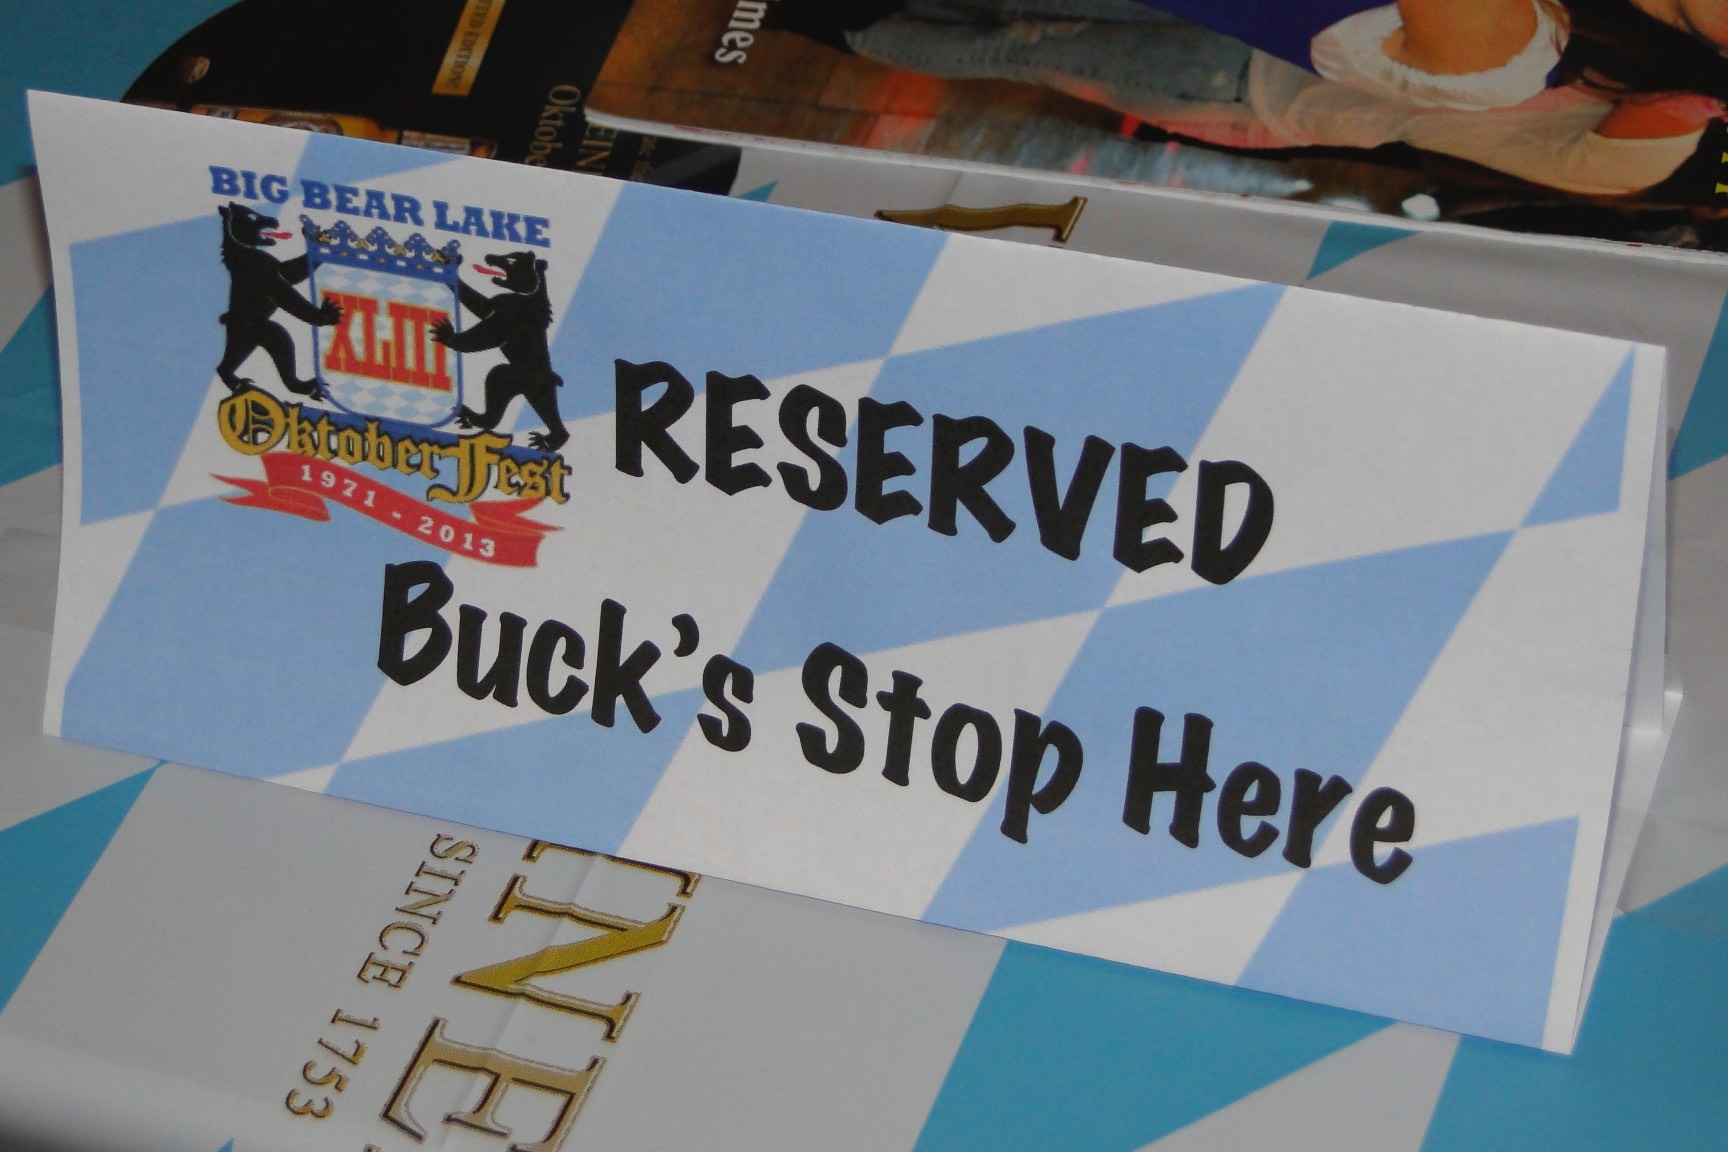 BIG BEAR LAKE
XLIII
OktoberFest
1971 - 2013
RESERVED
Buck's Stop Here
SINCE 1753